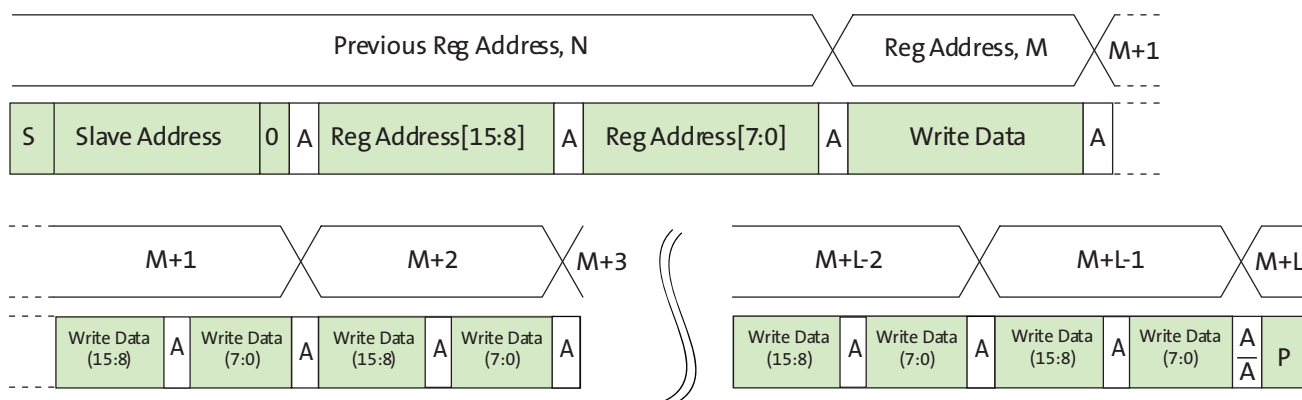 Previous Reg Address, N Reg Address, M M+1
S Slave Address 0 A Reg Address[15:8] A Reg Address[7:0] A Write Data A
M+1 M+2 M+3 M+L-2 M+L-1 M+L
Write Data (15:8) A Write Data (7:0) A Write Data (15:8) A Write Data (7:0) A Write Data (15:8) A Write Data (7:0) A Write Data (15:8) A Write Data (7:0) A A P